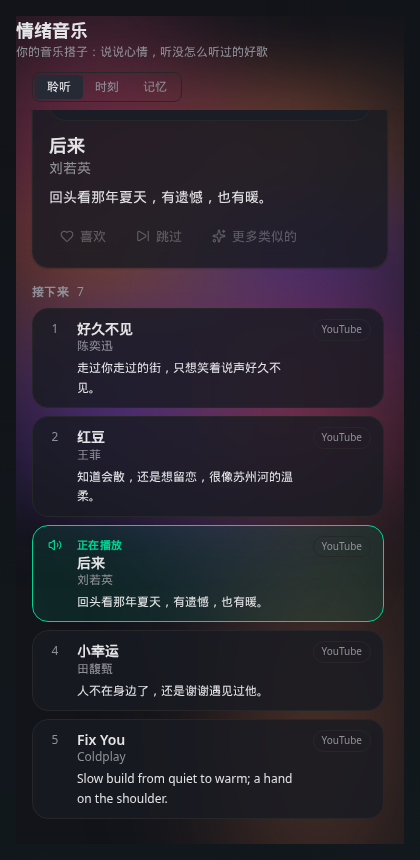 情绪音乐
你的音乐搭子：说说心情，听没怎么听过的好歌
聆听 时刻 记忆
后来
刘若英
回头看那年夏天，有遗憾，也有暖。
喜欢 跳过 更多类似的
接下来 7
1 好久不见 YouTube
陈奕迅
走过你走过的街，只想笑着说声好久不
见。
2 红豆 YouTube
王菲
知道会散，还是想留恋，很像苏州河的温
柔。
正在播放 YouTube
后来
刘若英
回头看那年夏天，有遗憾，也有暖。
4 小幸运 YouTube
田馥甄
人不在身边了，还是谢谢遇见过他。
5 Fix You YouTube
Coldplay
Slow build from quiet to warm; a hand
on the shoulder.